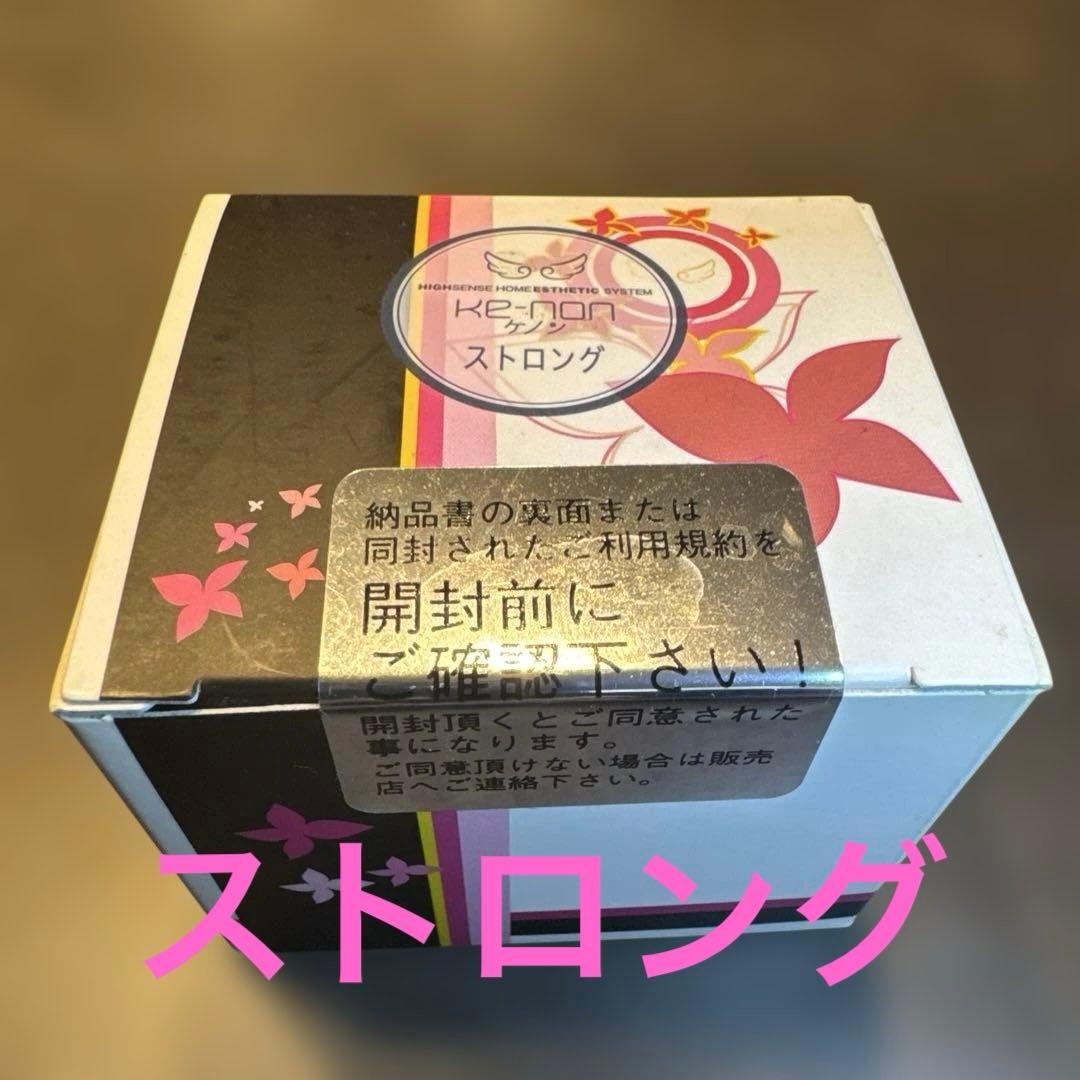 HIGHSENSE HOME ESTHETIC SYSTEM
Ke-non
ケノン
ストロング
納品書の裏面または
同封されたご利用規約を
開封前に
ご確認下さい！
開封頂くとご同意された
事になります。
ご同意頂けない場合は販売
店へご連絡下さい。
ストロング